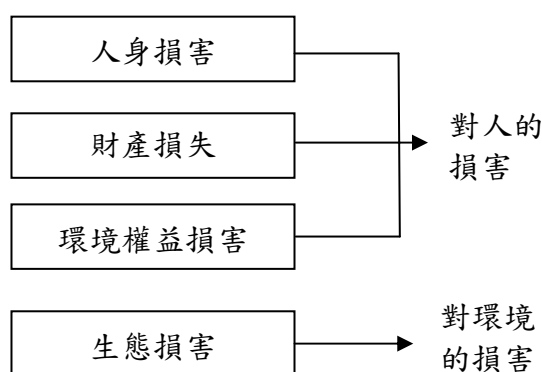 人身損害
財產損失
對人的
損害
環境權益損害
生態損害
對環境
的損害